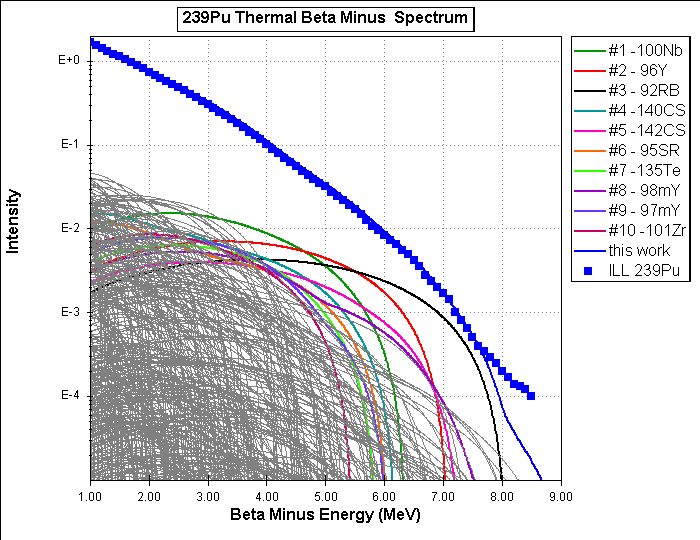 239Pu Thermal Beta Minus Spectrum
E+0
E-1
E-2
E-3
E-4
Intensity
1.00 2.00 3.00 4.00 5.00 6.00 7.00 8.00 9.00
Beta Minus Energy (MeV)
#1 -100Nb
#2 - 96Y
#3 - 92RB
#4 -140CS
#5 -142CS
#6 - 95SR
#7 -135Te
#8 - 98mY
#9 - 97mY
#10 -101Zr
this work
ILL 239Pu